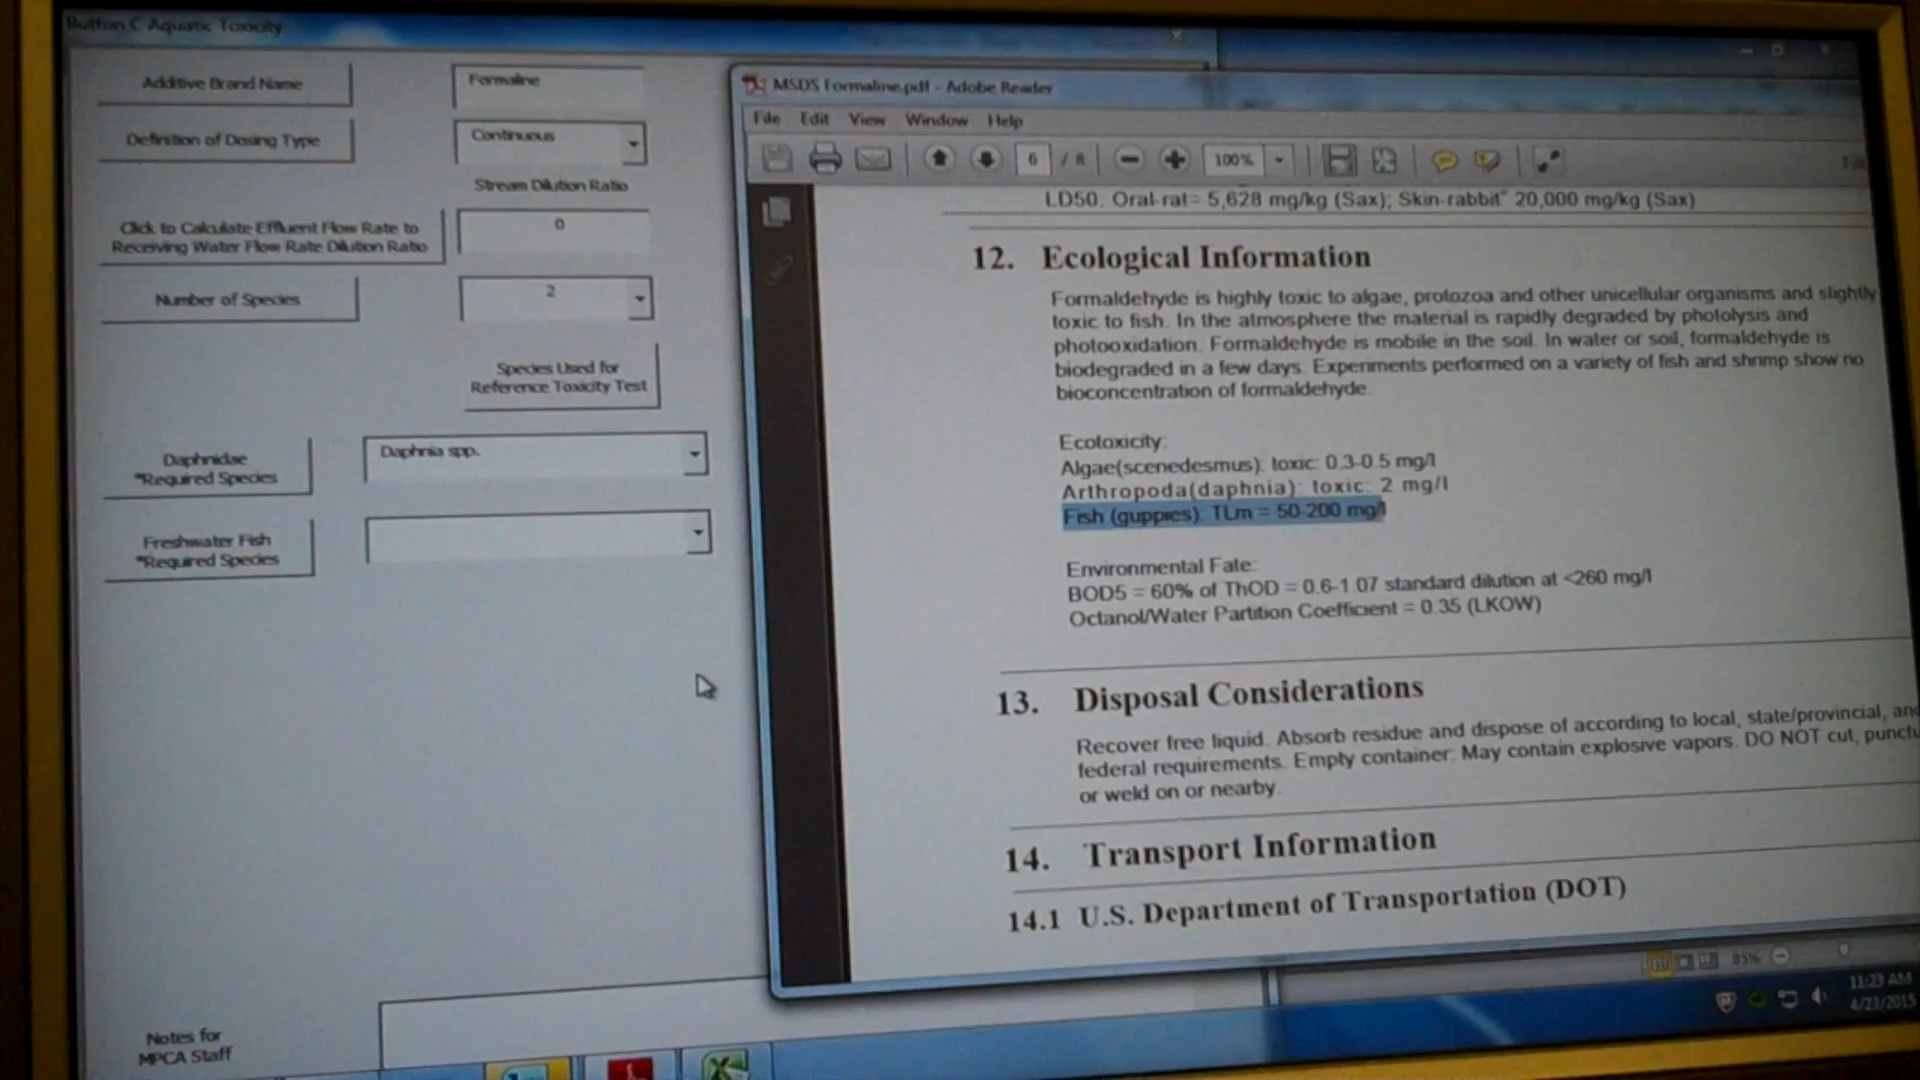 Button C Aquatic Toxicity
Additive Brand Name
Formaline
Definition of Dosing Type
Continuous
Stream Dilution Ratio
Click to Calculate Effluent Flow Rate to
Receiving Water Flow Rate Dilution Ratio
0
Number of Species
2
Species Used for
Reference Toxicity Test
Daphnidae
*Required Species
Daphnia spp.
Freshwater Fish
*Required Species
Notes for
MPCA Staff
MSDS Formaline.pdf - Adobe Reader
File Edit View Window Help
6 / 8 100%
LD50: Oral-rat= 5,628 mg/kg (Sax); Skin-rabbit" 20,000 mg/kg (Sax)
12. Ecological Information
Formaldehyde is highly toxic to algae, protozoa and other unicellular organisms and slightly
toxic to fish. In the atmosphere the material is rapidly degraded by photolysis and
photooxidation. Formaldehyde is mobile in the soil. In water or soil, formaldehyde is
biodegraded in a few days. Experiments performed on a variety of fish and shrimp show no
bioconcentration of formaldehyde.
Ecotoxicity:
Algae(scenedesmus): toxic: 0.3-0.5 mg/l
Arthropoda(daphnia): toxic: 2 mg/l
Fish (guppies): TLm = 50-200 mg/l
Environmental Fate:
BOD5 = 60% of ThOD = 0.6-1.07 standard dilution at <260 mg/l
Octanol/Water Partition Coefficient = 0.35 (LKOW)
13. Disposal Considerations
Recover free liquid. Absorb residue and dispose of according to local, state/provincial, and
federal requirements. Empty container: May contain explosive vapors. DO NOT cut, punctu
or weld on or nearby.
14. Transport Information
14.1 U.S. Department of Transportation (DOT)
85%
11:23 AM
4/23/2015